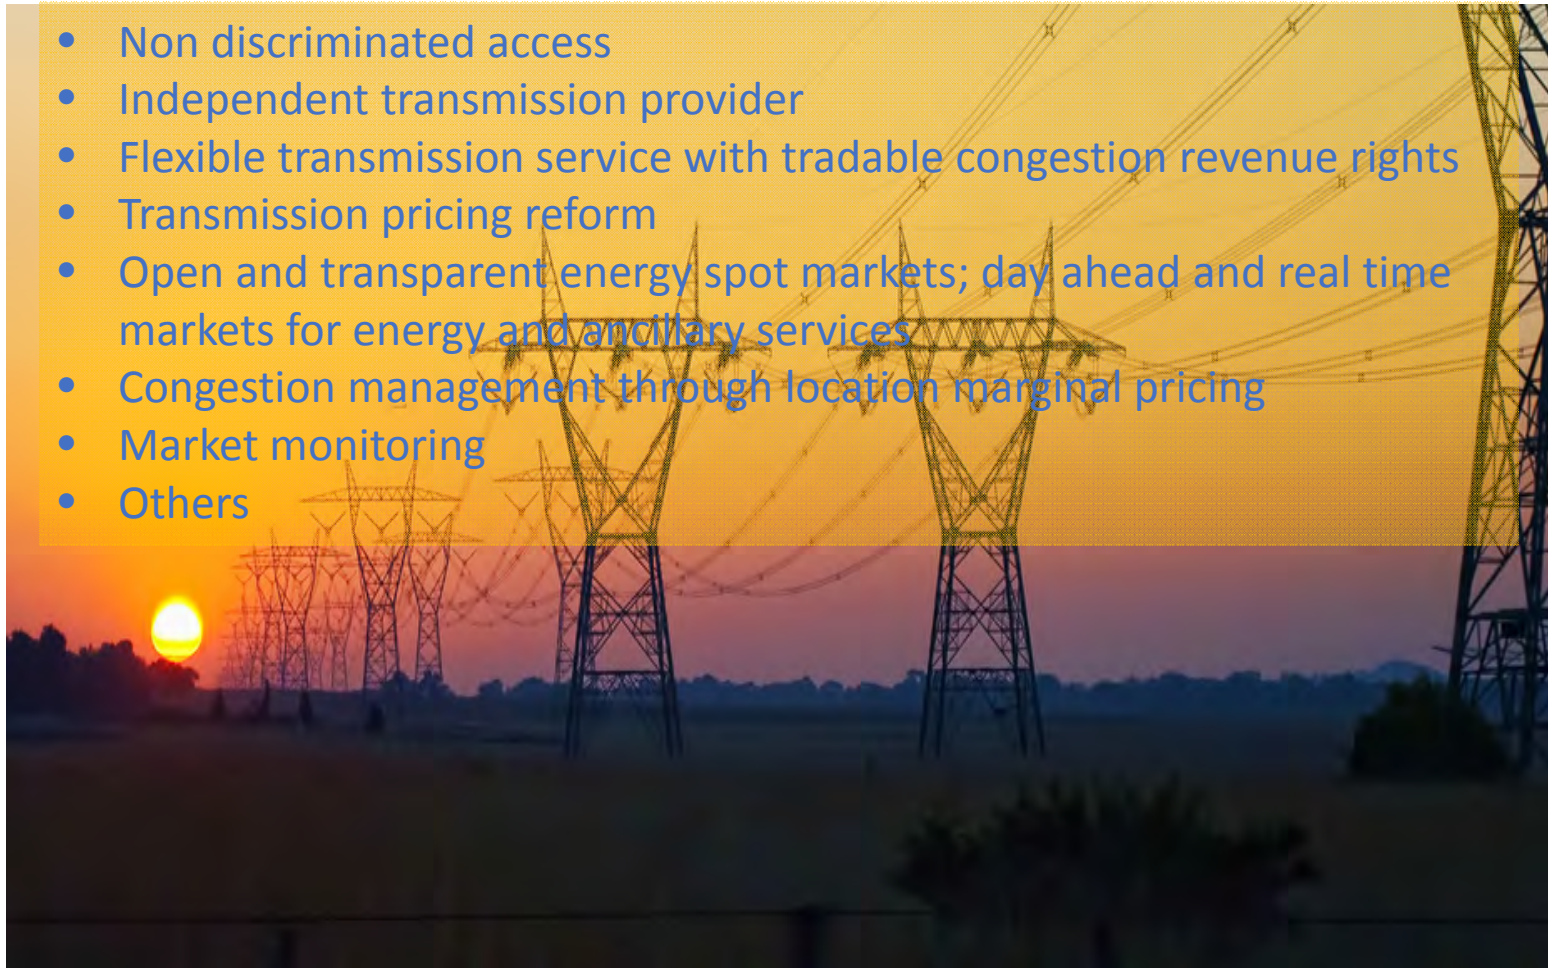 • Non discriminated access
• Independent transmission provider
• Flexible transmission service with tradable congestion revenue rights
• Transmission pricing reform
• Open and transparent energy spot markets; day ahead and real time
markets for energy and ancillary services
• Congestion management through location marginal pricing
• Market monitoring
• Others